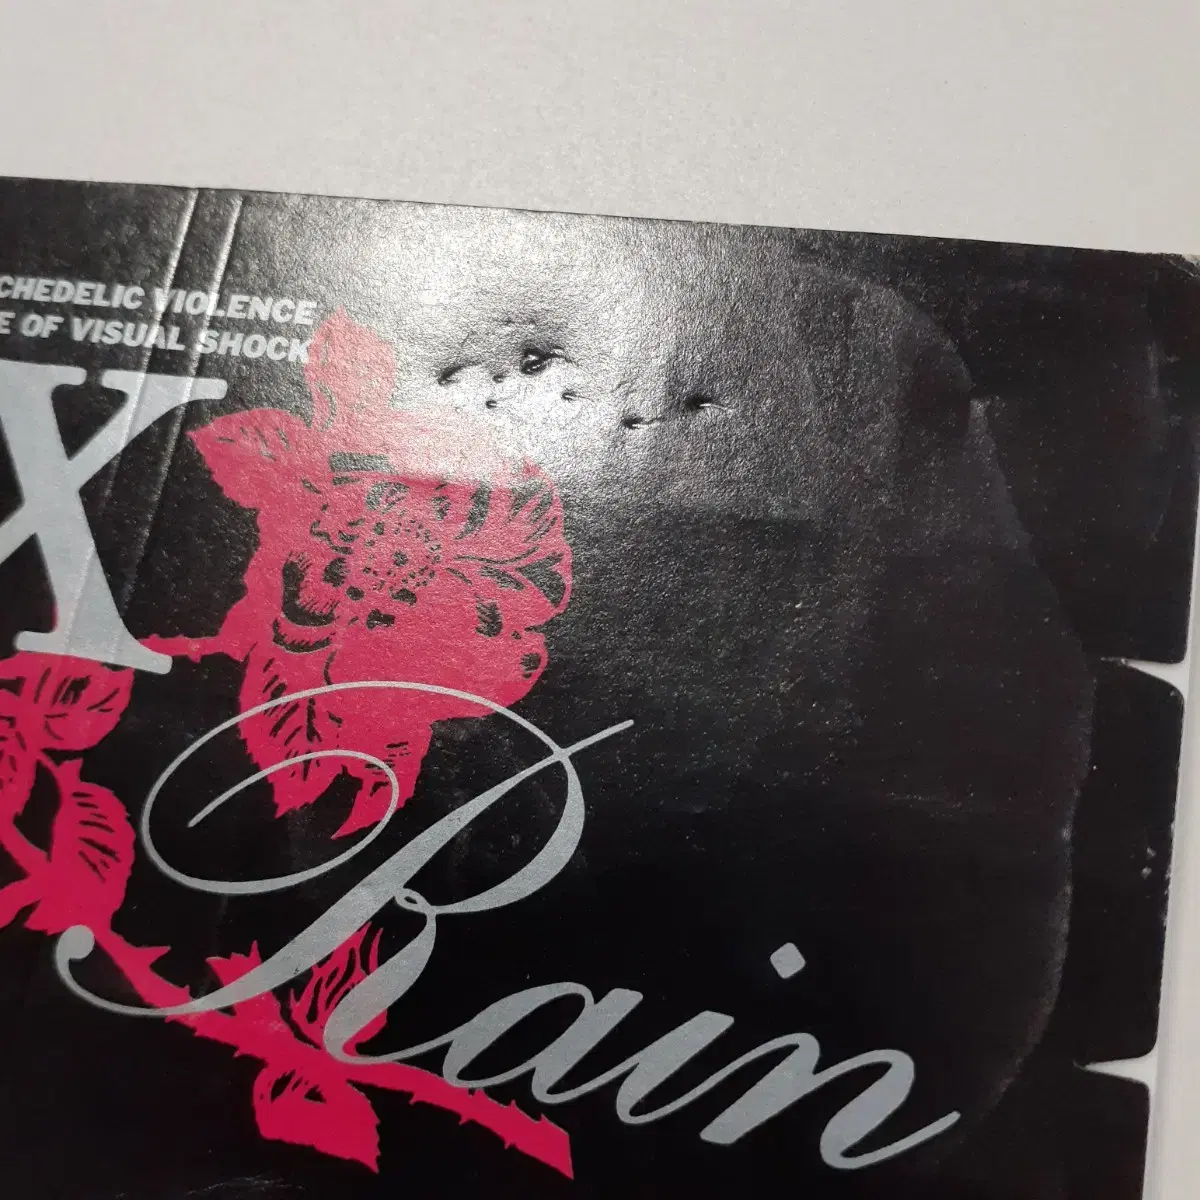 CHEDELIC VIOLENCE
E OF VISUAL SHOCK
X
Rain